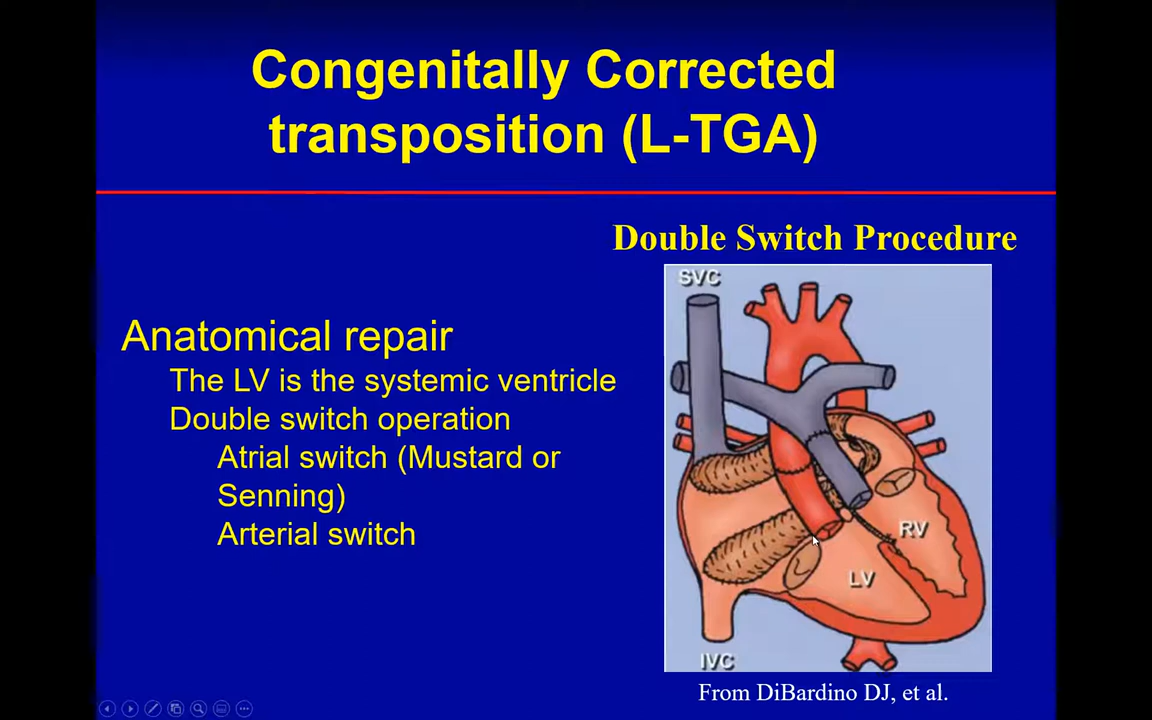 Congenitally Corrected
transposition (L-TGA)
Double Switch Procedure
Anatomical repair
The LV is the systemic ventricle
Double switch operation
Atrial switch (Mustard or
Senning)
Arterial switch
SVC
RV
LV
IVC
From DiBardino DJ, et al.